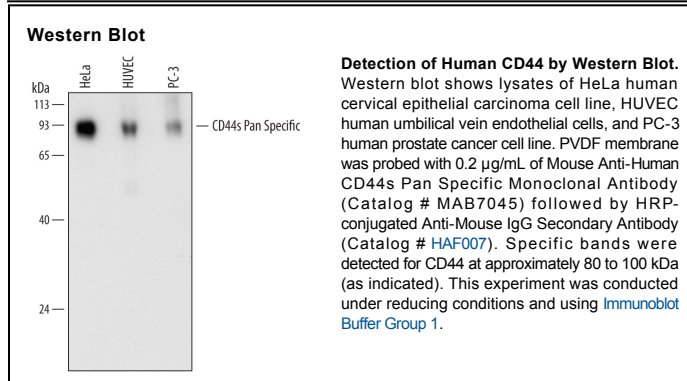 Western Blot
HeLa
HUVEC
PC-3
kDa
113
93
65
40
24
CD44s Pan Specific
Detection of Human CD44 by Western Blot.
Western blot shows lysates of HeLa human
cervical epithelial carcinoma cell line, HUVEC
human umbilical vein endothelial cells, and PC-3
human prostate cancer cell line. PVDF membrane
was probed with 0.2 µg/mL of Mouse Anti-Human
CD44s Pan Specific Monoclonal Antibody
(Catalog # MAB7045) followed by HRP-
conjugated Anti-Mouse IgG Secondary Antibody
(Catalog # HAF007). Specific bands were
detected for CD44 at approximately 80 to 100 kDa
(as indicated). This experiment was conducted
under reducing conditions and using Immunoblot
Buffer Group 1.